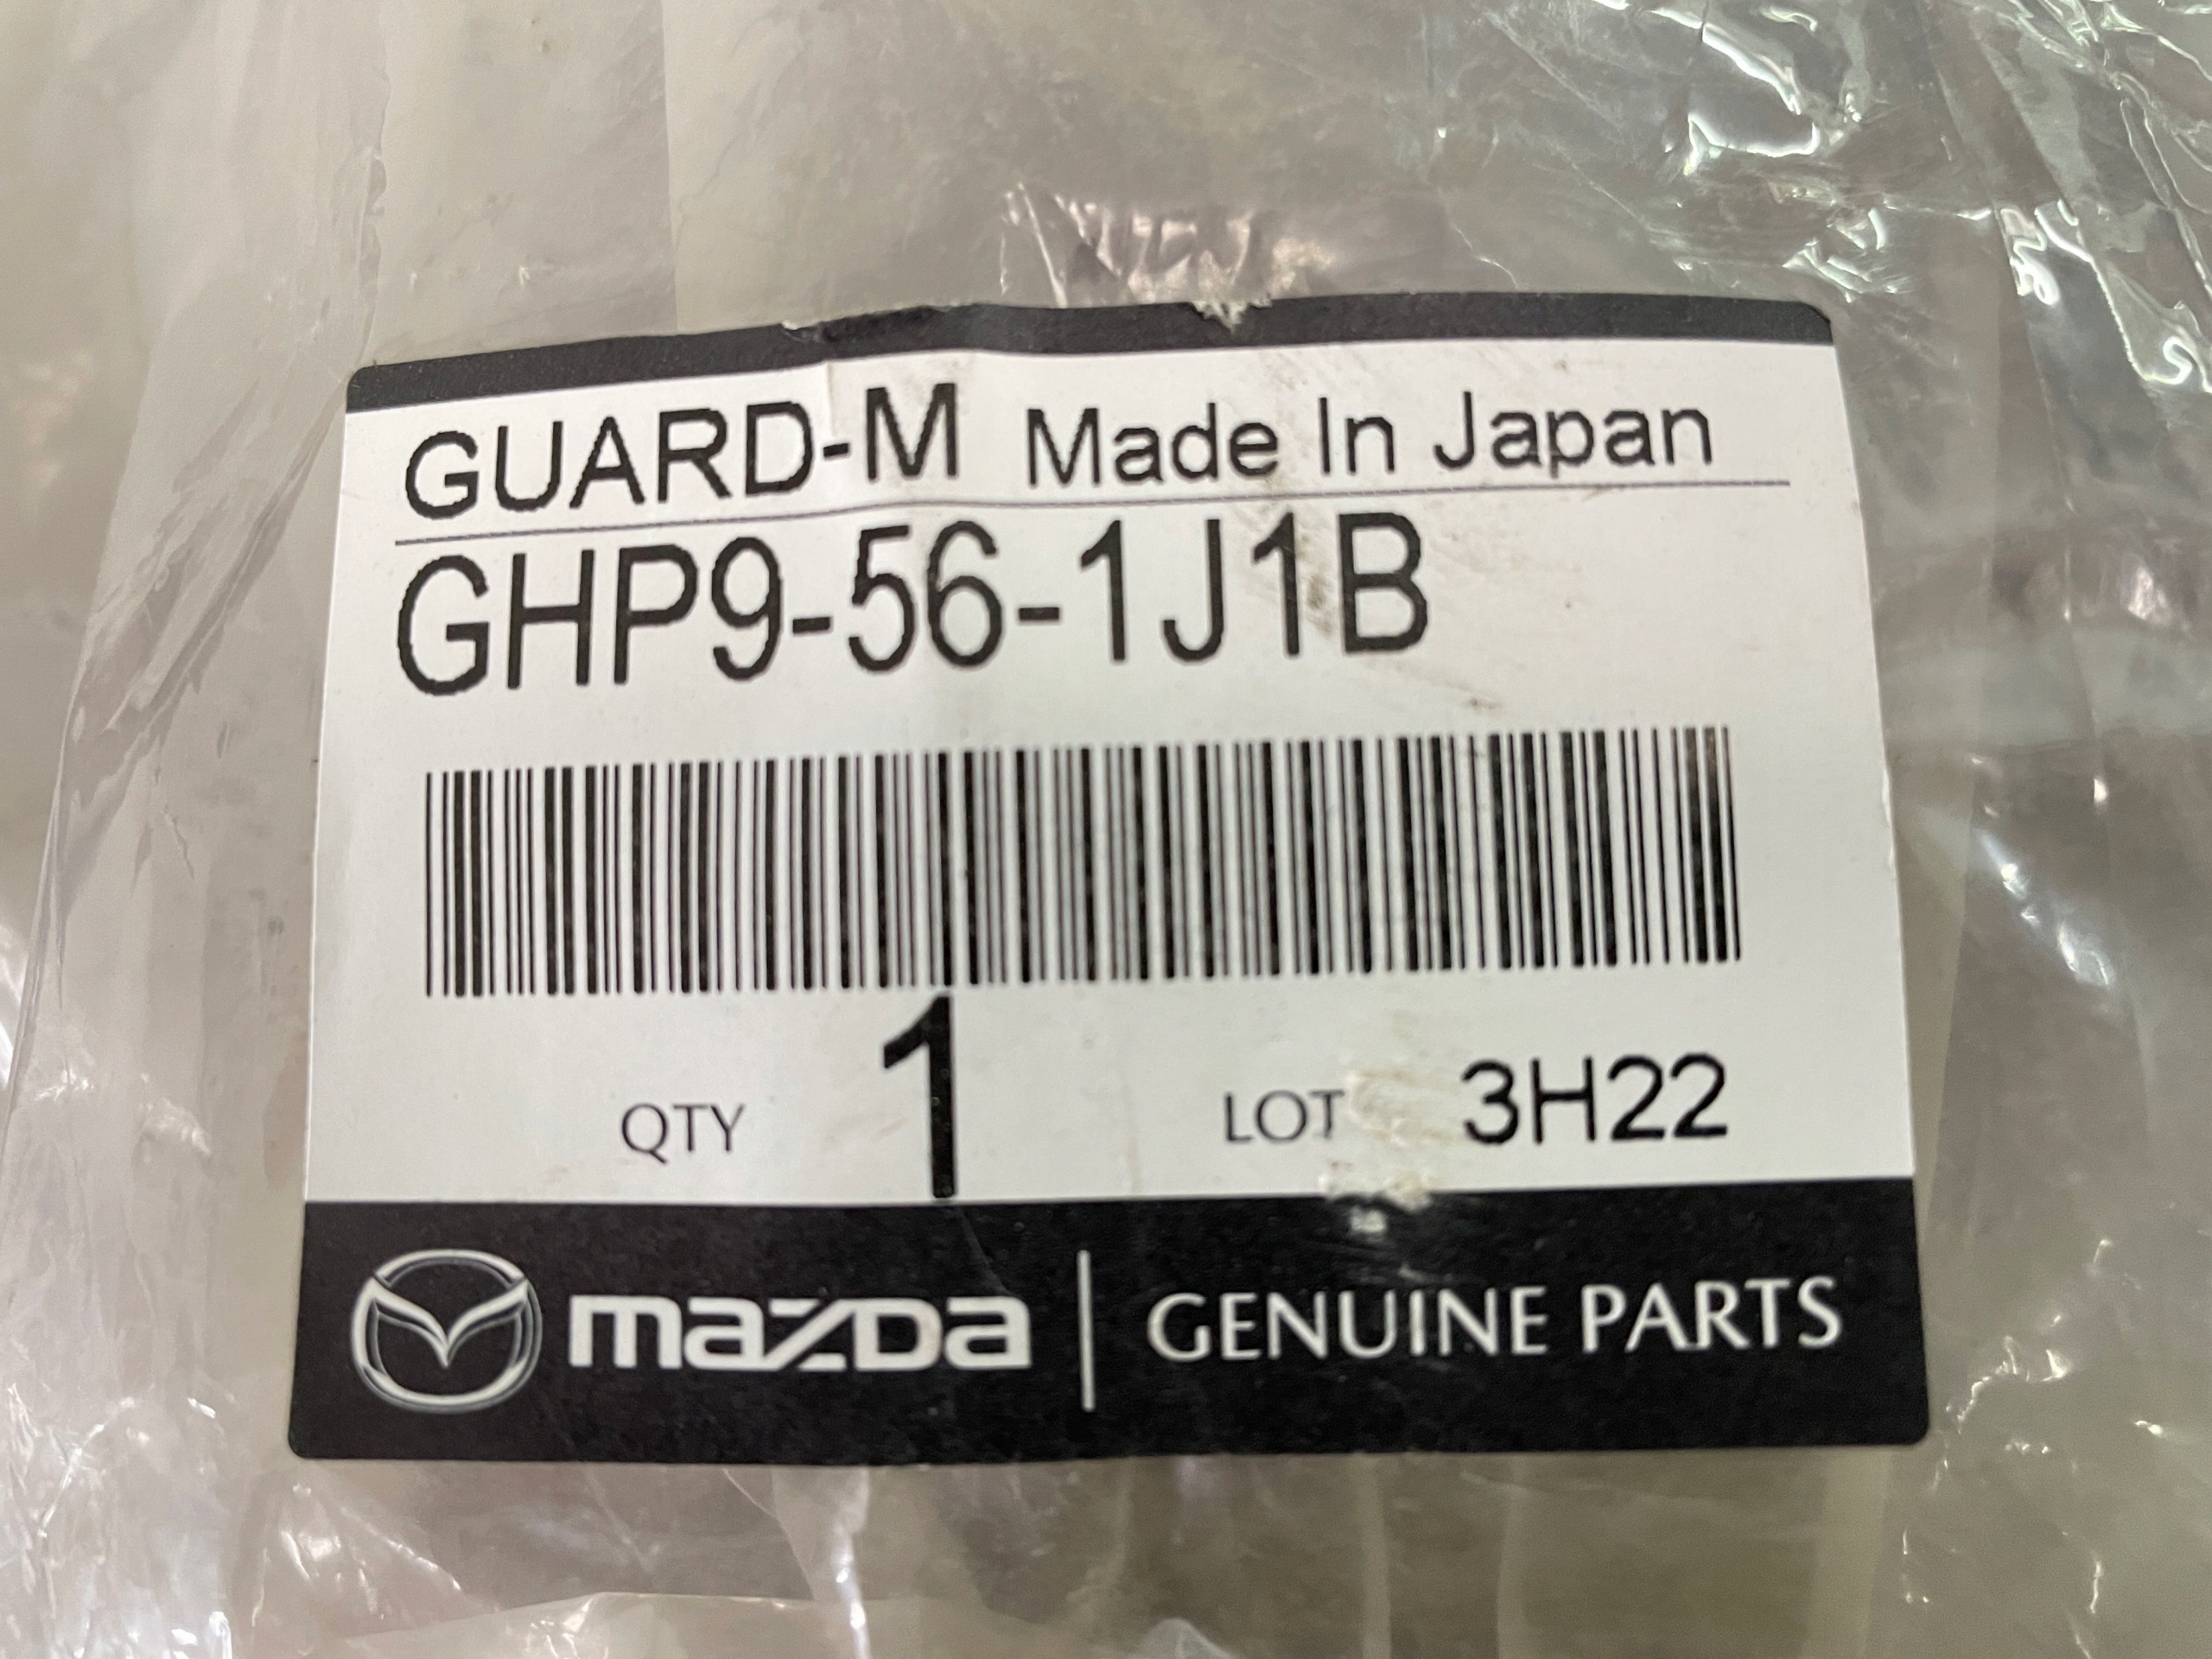 GUARD-M Made In Japan
GHP9-56-1J1B
QTY 1 LOT 3H22
mazda | GENUINE PARTS